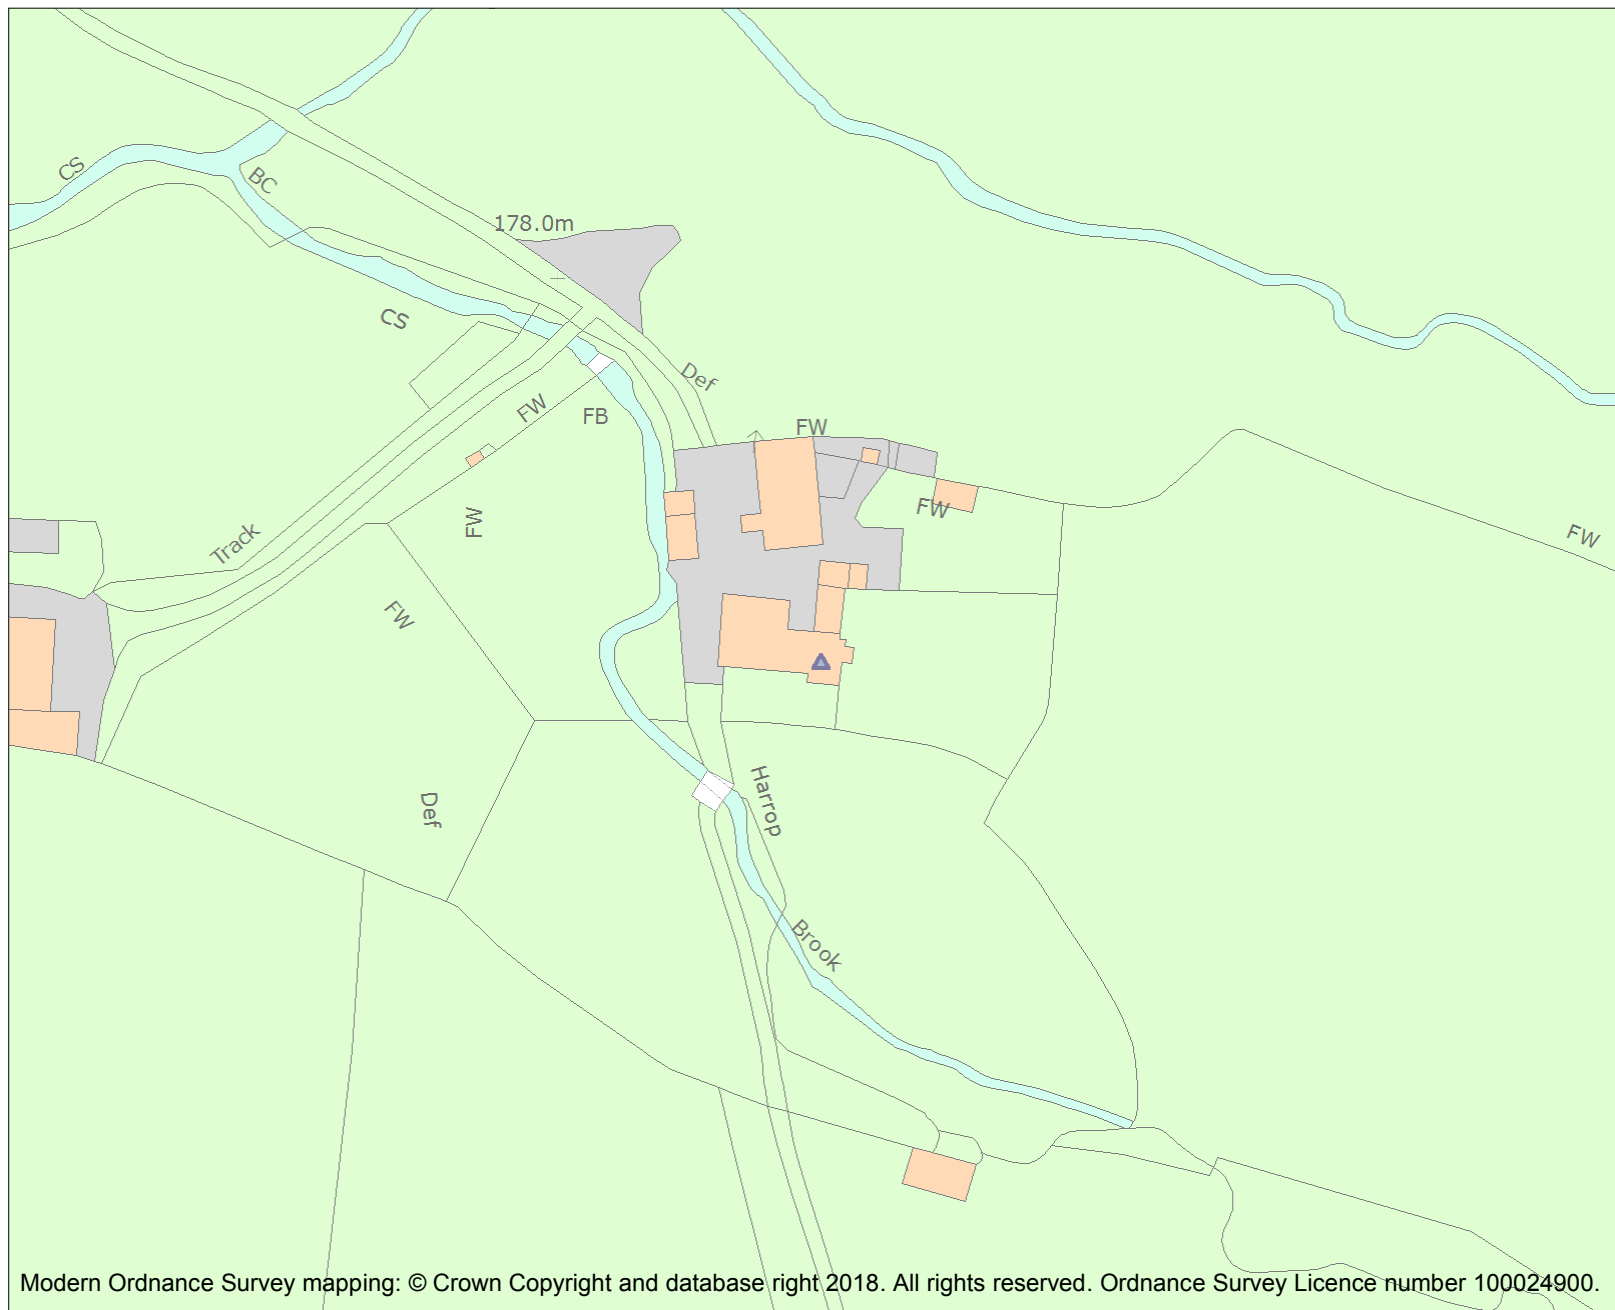 CS
BC
178.0m
CS
Def
FW
FB
FW
FW
FW
FW
Track
FW
Harrop
Def
Brook
Modern Ordnance Survey mapping: © Crown Copyright and database right 2018. All rights reserved. Ordnance Survey Licence number 100024900.